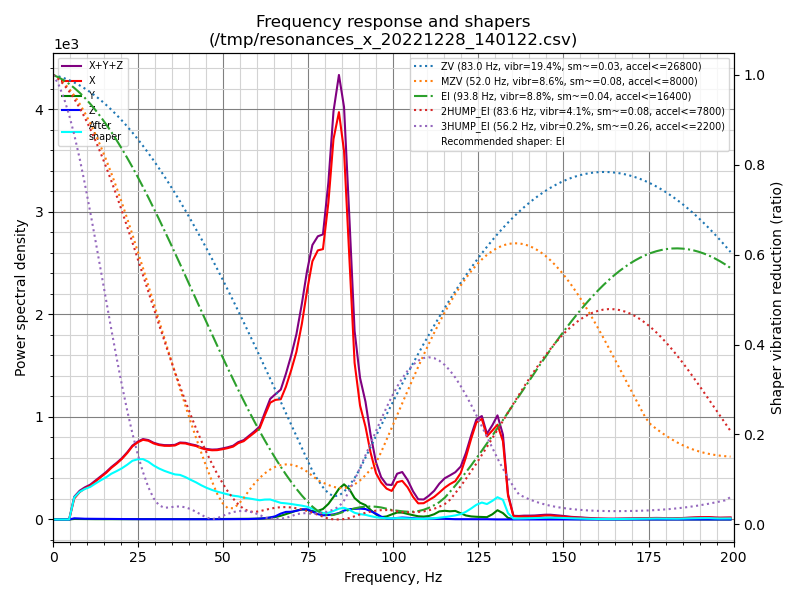 Frequency response and shapers
(/tmp/resonances_x_20221228_140122.csv)
1e3
X+Y+Z
X
Y
Z
After
shaper
ZV (83.0 Hz, vibr=19.4%, sm~=0.03, accel<=26800)
MZV (52.0 Hz, vibr=8.6%, sm~=0.08, accel<=8000)
EI (93.8 Hz, vibr=8.8%, sm~=0.04, accel<=16400)
2HUMP_EI (83.6 Hz, vibr=4.1%, sm~=0.08, accel<=7800)
3HUMP_EI (56.2 Hz, vibr=0.2%, sm~=0.26, accel<=2200)
Recommended shaper: EI
Power spectral density
4
3
2
1
0
Shaper vibration reduction (ratio)
1.0
0.8
0.6
0.4
0.2
0.0
0 25 50 75 100 125 150 175 200
Frequency, Hz